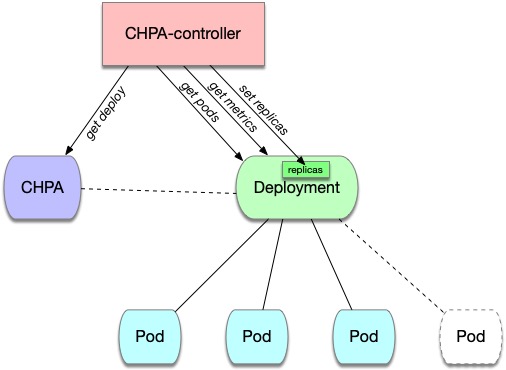 CHPA-controller
get deploy
get pods
get metrics
set replicas
replicas
CHPA
Deployment
Pod
Pod
Pod
Pod